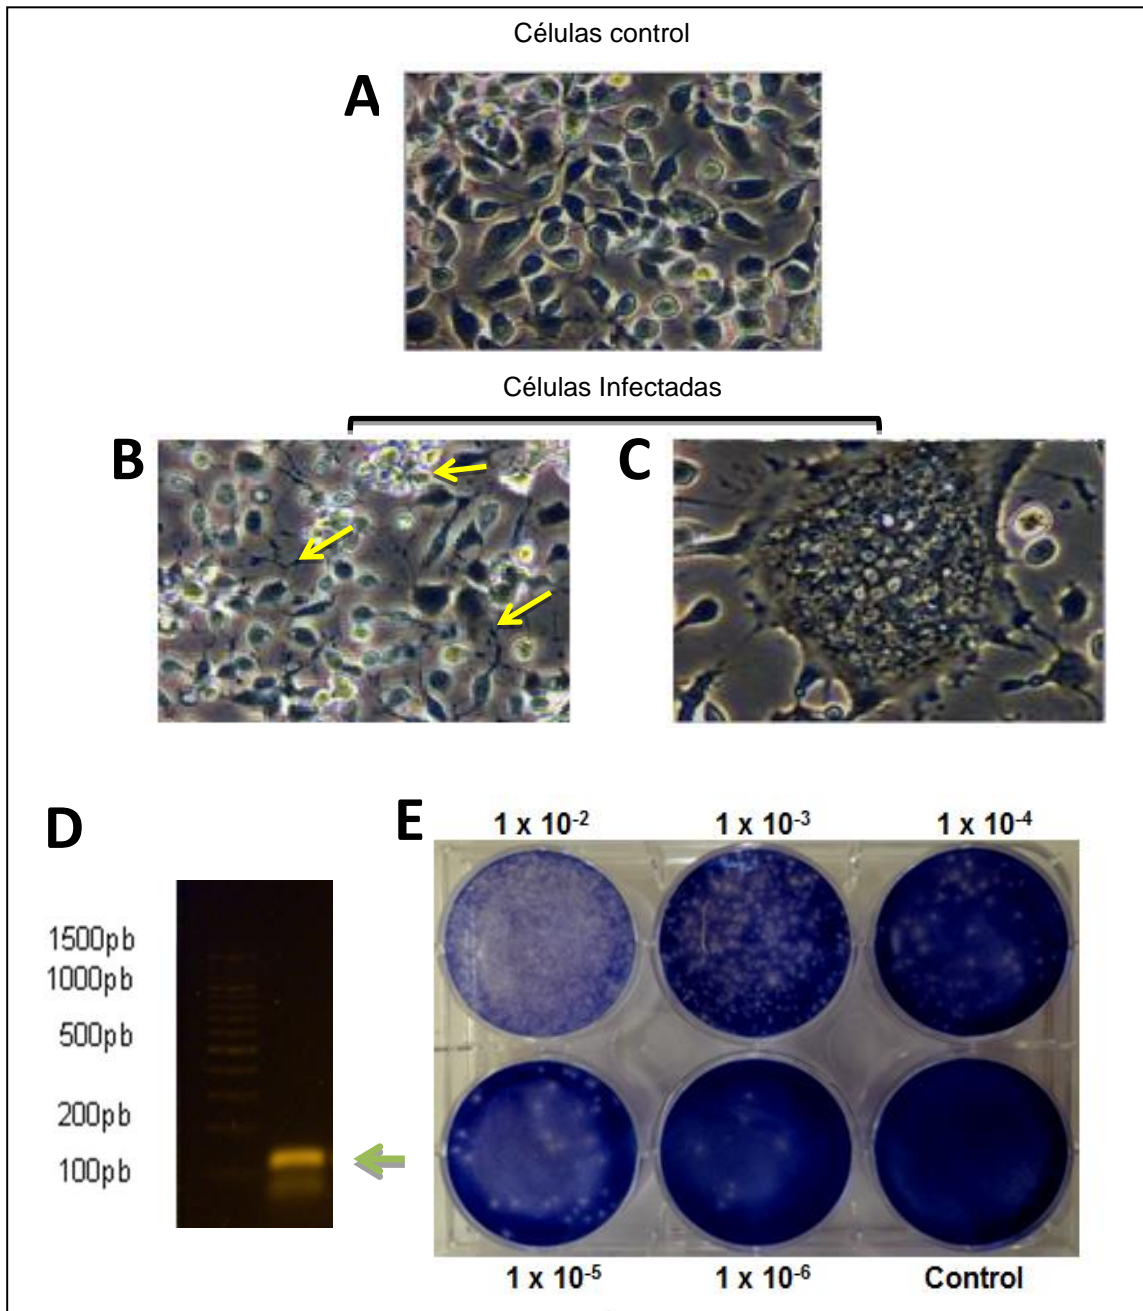 Células control
A
Células Infectadas
B
C
D
E
1 x 10⁻² 1 x 10⁻³ 1 x 10⁻⁴
1500pb
1000pb
500pb
200pb
100pb
1 x 10⁻⁵ 1 x 10⁻⁶ Control